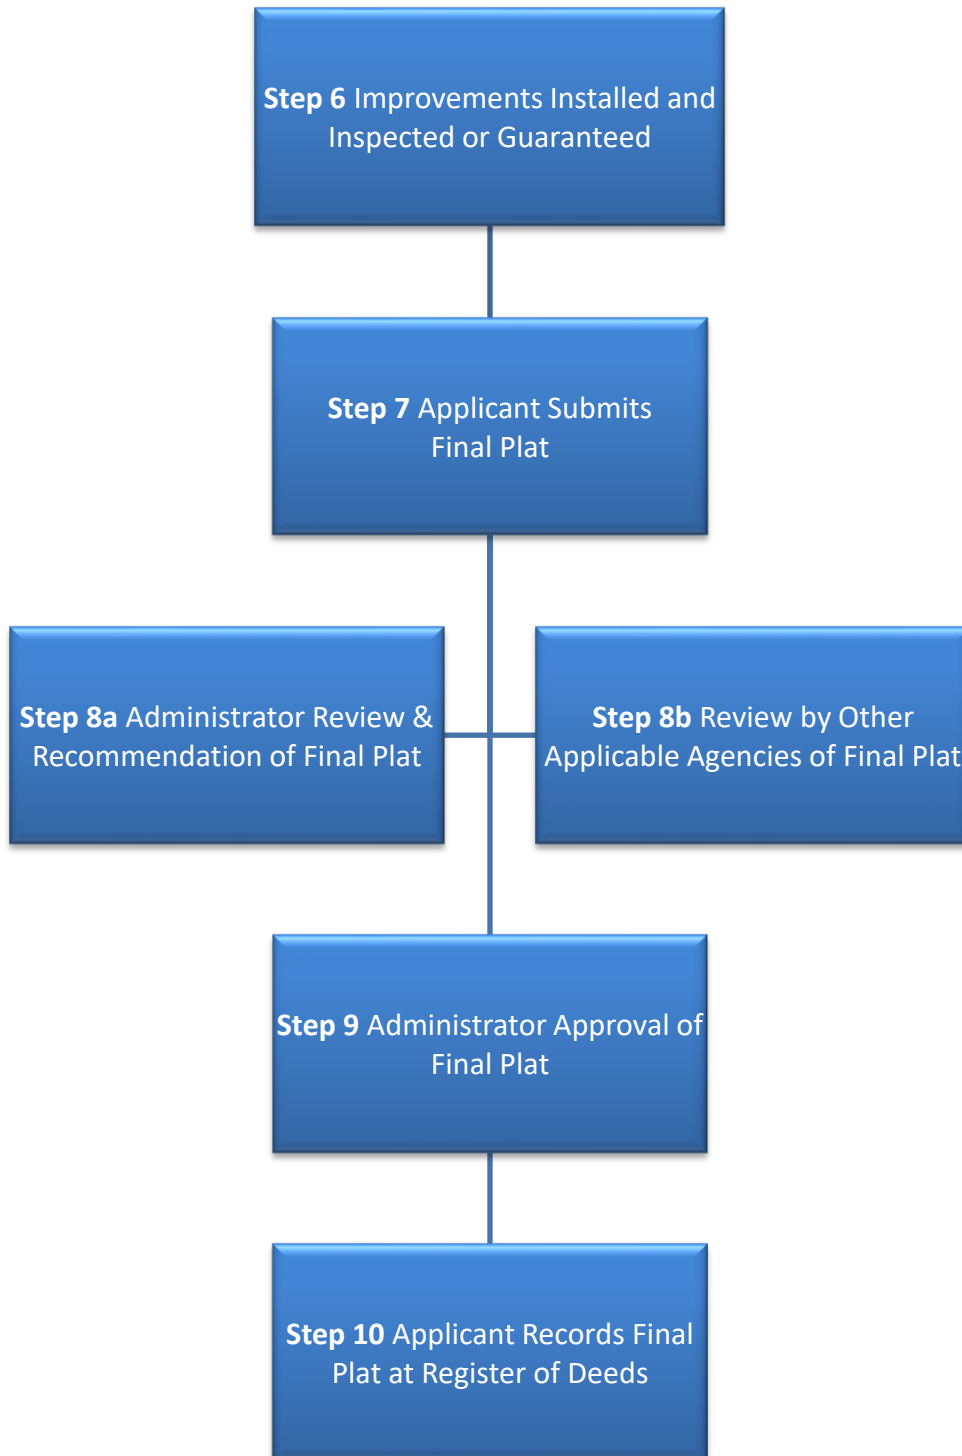 Step 6 Improvements Installed and
Inspected or Guaranteed
Step 7 Applicant Submits
Final Plat
Step 8a Administrator Review &
Recommendation of Final Plat
Step 8b Review by Other
Applicable Agencies of Final Plat
Step 9 Administrator Approval of
Final Plat
Step 10 Applicant Records Final
Plat at Register of Deeds